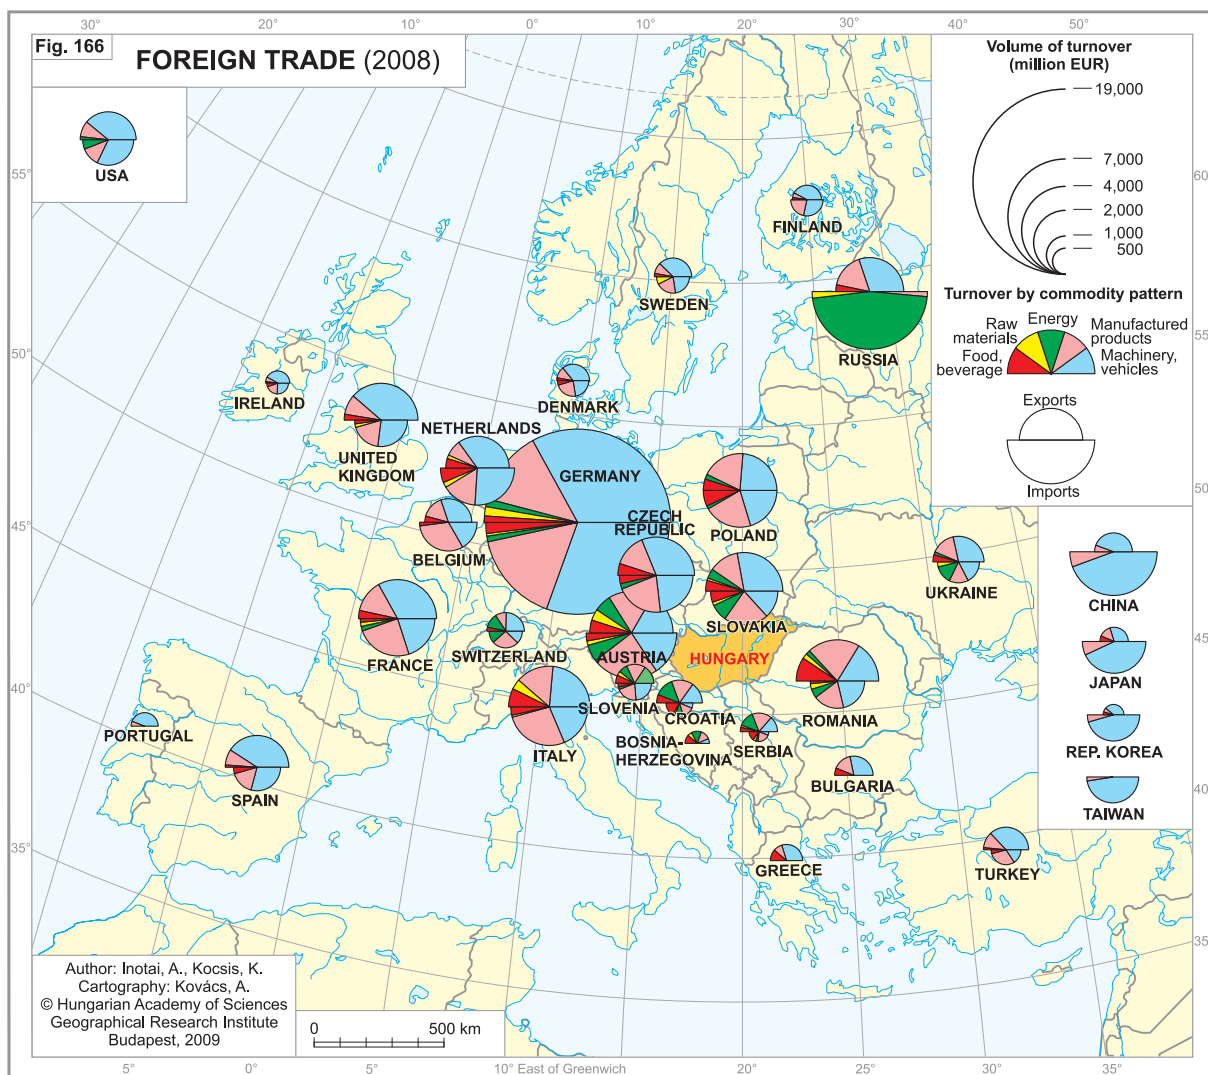 30°
20°
10°
0°
10°
20°
30°
40°
50°
Fig. 166
FOREIGN TRADE (2008)
USA
55°
50°
45°
40°
35°
60°
55°
50°
45°
40°
35°
Volume of turnover
(million EUR)
19,000
7,000
4,000
2,000
1,000
500
Turnover by commodity pattern
Raw
materials
Energy
Manufactured
products
Food,
beverage
Machinery,
vehicles
Exports
Imports
FINLAND
SWEDEN
RUSSIA
IRELAND
DENMARK
UNITED
KINGDOM
NETHERLANDS
GERMANY
BELGIUM
CZECH
REPUBLIC
POLAND
UKRAINE
FRANCE
SWITZERLAND
AUSTRIA
SLOVAKIA
HUNGARY
ITALY
SLOVENIA
CROATIA
ROMANIA
BOSNIA-
HERZEGOVINA
SERBIA
BULGARIA
PORTUGAL
SPAIN
GREECE
TURKEY
CHINA
JAPAN
REP. KOREA
TAIWAN
Author: Inotai, A., Kocsis, K.
Cartography: Kovács, A.
© Hungarian Academy of Sciences
Geographical Research Institute
Budapest, 2009
0 500 km
5°
0°
5°
10° East of Greenwich
15°
20°
25°
30°
35°